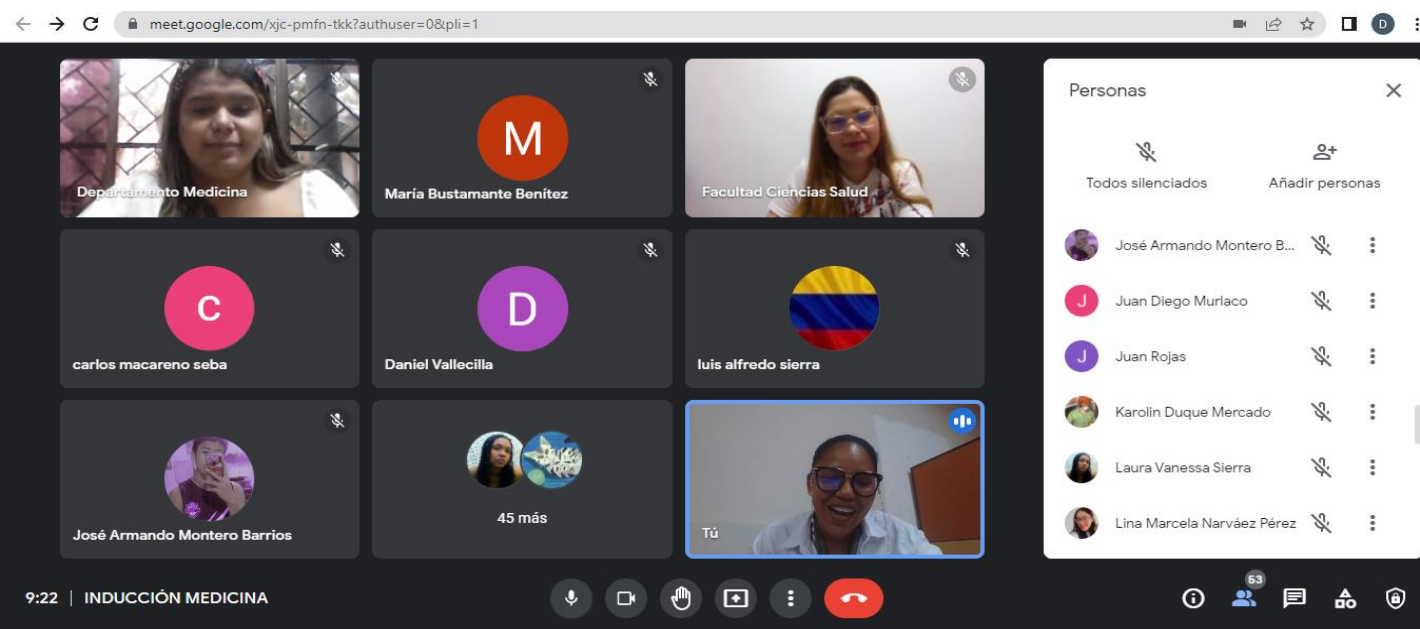 meet.google.com/xjc-pmfn-tkk?authuser=0&pli=1
D
Departamento Medicina
M
María Bustamante Benítez
Facultad Ciencias Salud
C
carlos macareno seba
D
Daniel Vallecilla
luis alfredo sierra
José Armando Montero Barrios
45 más
Tú
Personas
Todos silenciados
Añadir personas
José Armando Montero B...
J
Juan Diego Murlaco
J
Juan Rojas
Karolin Duque Mercado
Laura Vanessa Sierra
Lina Marcela Narváez Pérez
9:22 | INDUCCIÓN MEDICINA
53